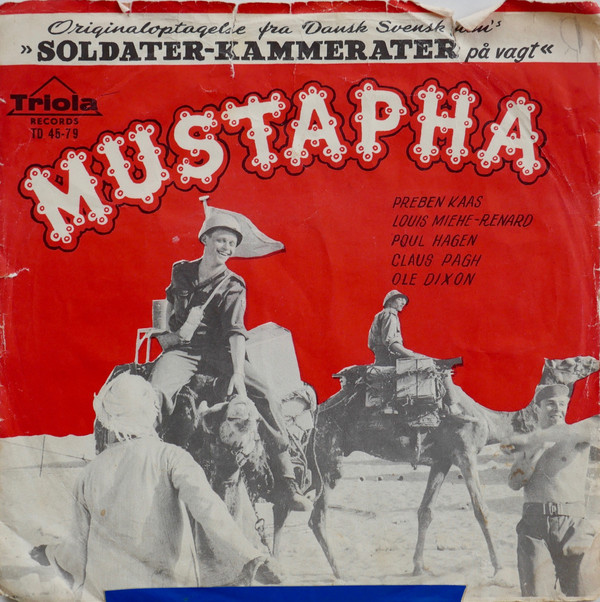 Originaloptagelse fra Dansk Svensk
»SOLDATER-KAMMERATER på vagt«
Triola
RECORDS
TD 45-79
MUSTAPHA
PREBEN KAAS
LOUIS MIEHE-RENARD
POUL HAGEN
CLAUS PAGH
OLE DIXON